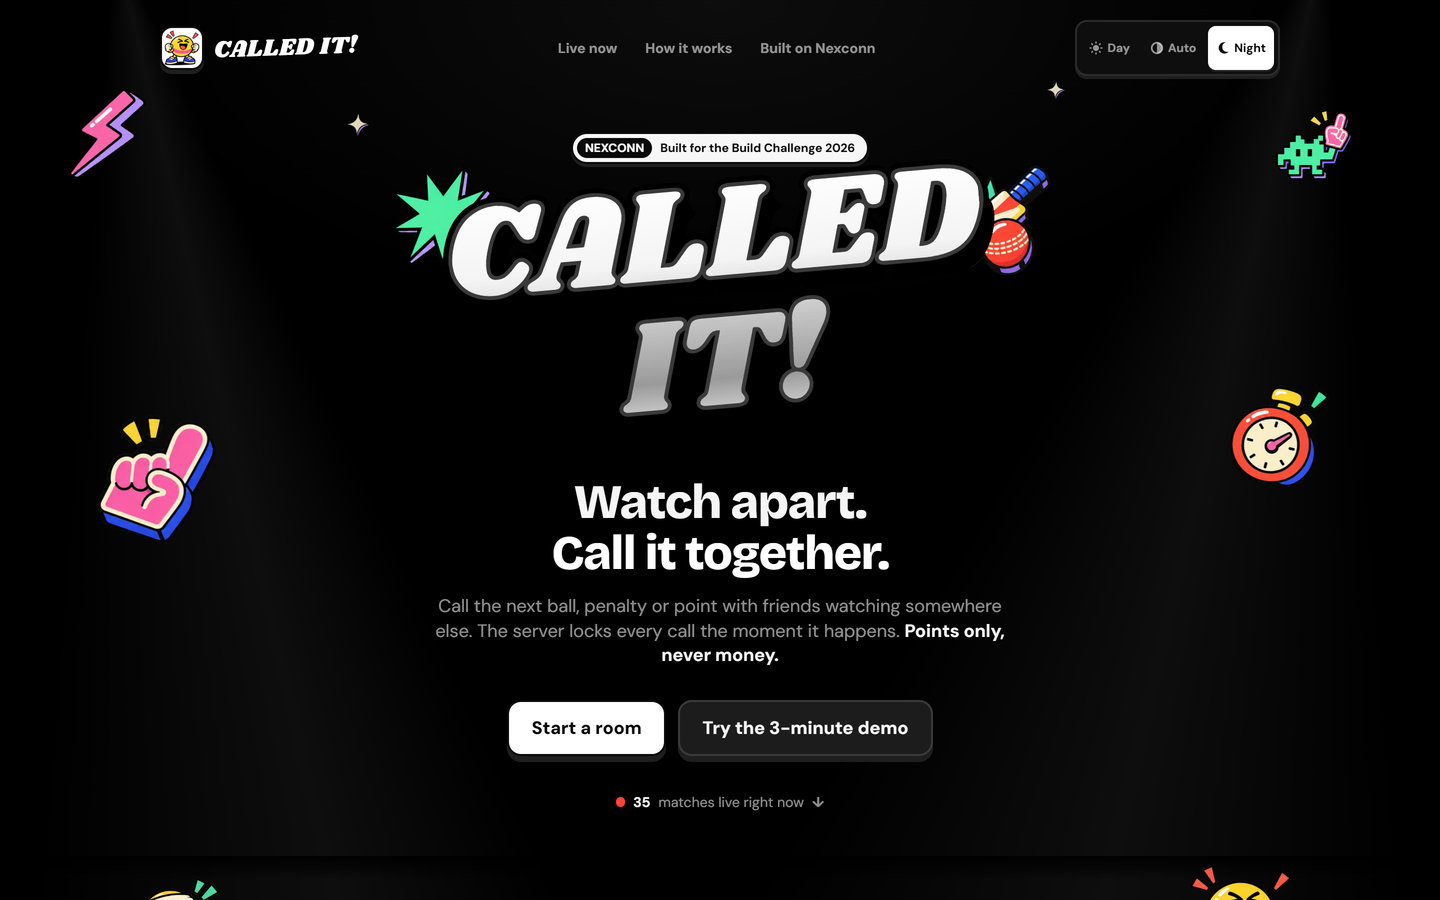 CALLED IT!
Live now
How it works
Built on Nexconn
Day
Auto
Night
NEXCONN Built for the Build Challenge 2026
CALLED
IT!
Watch apart.
Call it together.
Call the next ball, penalty or point with friends watching somewhere
else. The server locks every call the moment it happens. Points only,
never money.
Start a room
Try the 3-minute demo
35 matches live right now ↓